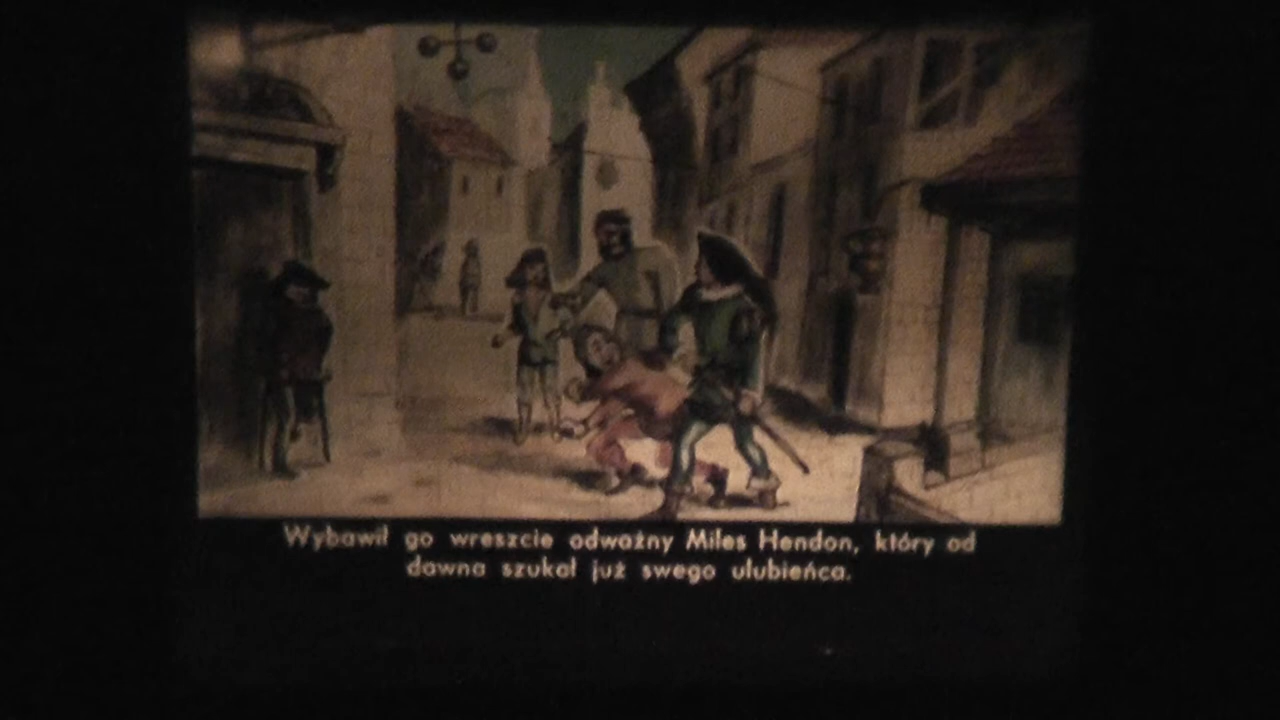 Wybawił go wreszcie odważny Miles Hendon, który od
dawna szukał już swego ulubieńca.